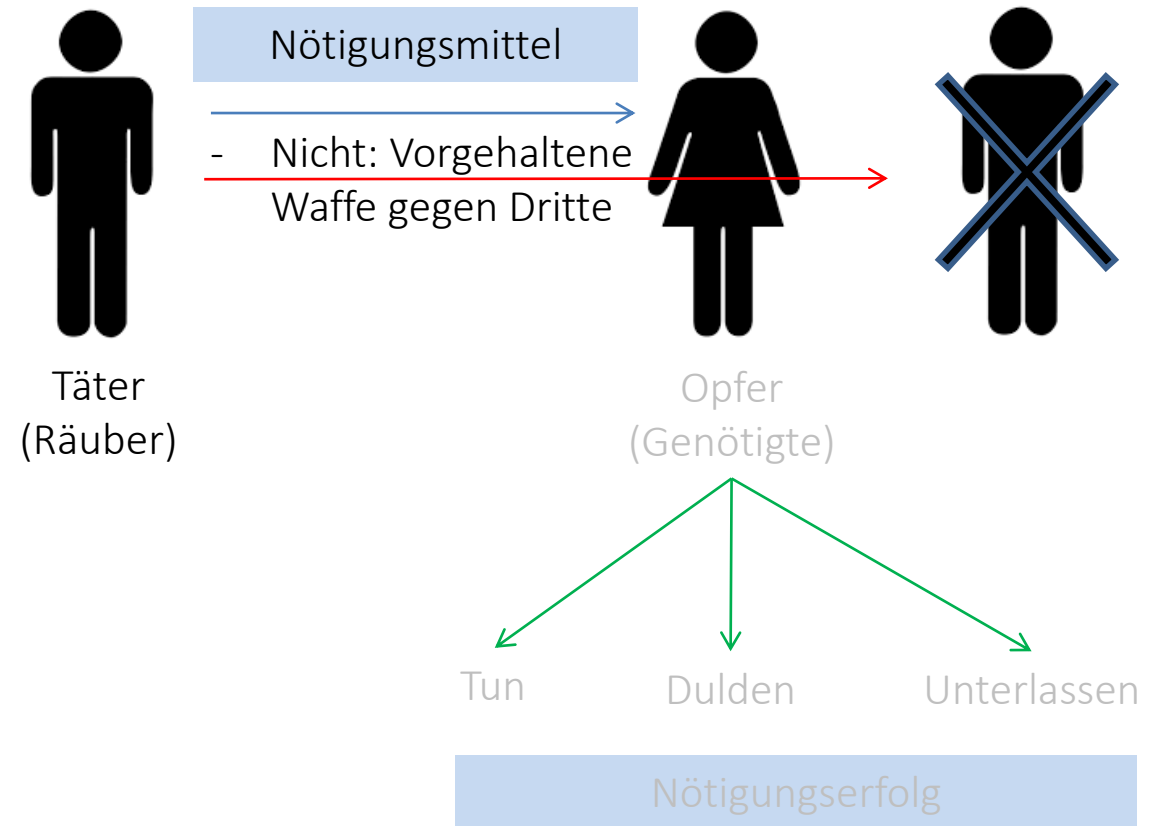 Nötigungsmittel
- Nicht: Vorgehaltene
Waffe gegen Dritte
Täter
(Räuber)
Opfer
(Genötigte)
Tun
Dulden
Unterlassen
Nötigungserfolg